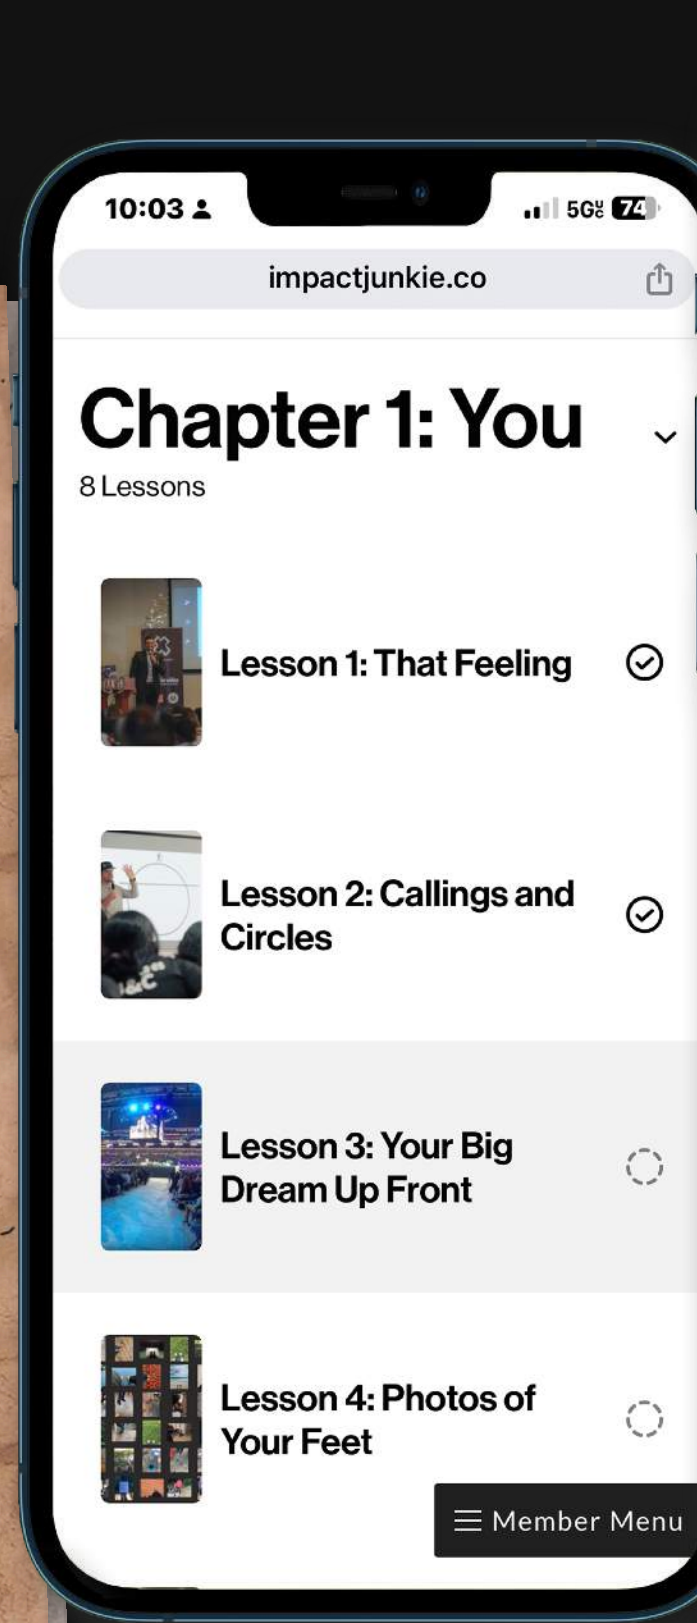 10:03
5G
74
impactjunkie.co
Chapter 1: You
8 Lessons
Lesson 1: That Feeling
Lesson 2: Callings and
Circles
Lesson 3: Your Big
Dream Up Front
Lesson 4: Photos of
Your Feet
Member Menu